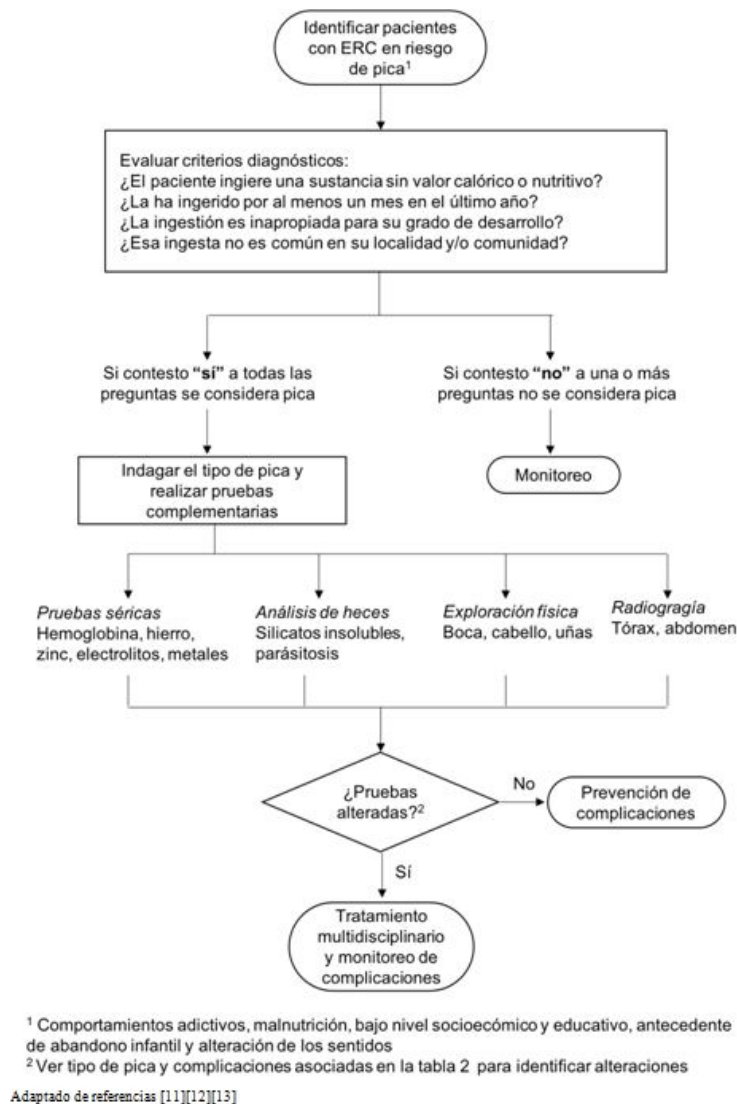 Identificar pacientes
con ERC en riesgo
de pica¹
Evaluar criterios diagnósticos:
¿El paciente ingiere una sustancia sin valor calórico o nutritivo?
¿La ha ingerido por al menos un mes en el último año?
¿La ingestión es inapropiada para su grado de desarrollo?
¿Esa ingesta no es común en su localidad y/o comunidad?
Si contesto “sí” a todas las
preguntas se considera pica
Si contesto “no” a una o más
preguntas no se considera pica
Indagar el tipo de pica y
realizar pruebas
complementarias
Monitoreo
Pruebas séricas
Hemoglobina, hierro,
zinc, electrolitos, metales
Análisis de heces
Silicatos insolubles,
parásitosis
Exploración física
Boca, cabello, uñas
Radiogragía
Tórax, abdomen
¿Pruebas
alteradas?²
No
Prevención de
complicaciones
Sí
Tratamiento
multidisciplinario
y monitoreo de
complicaciones
¹ Comportamientos adictivos, malnutrición, bajo nivel socioecómico y educativo, antecedente
de abandono infantil y alteración de los sentidos
² Ver tipo de pica y complicaciones asociadas en la tabla 2 para identificar alteraciones
Adaptado de referencias [11][12][13]